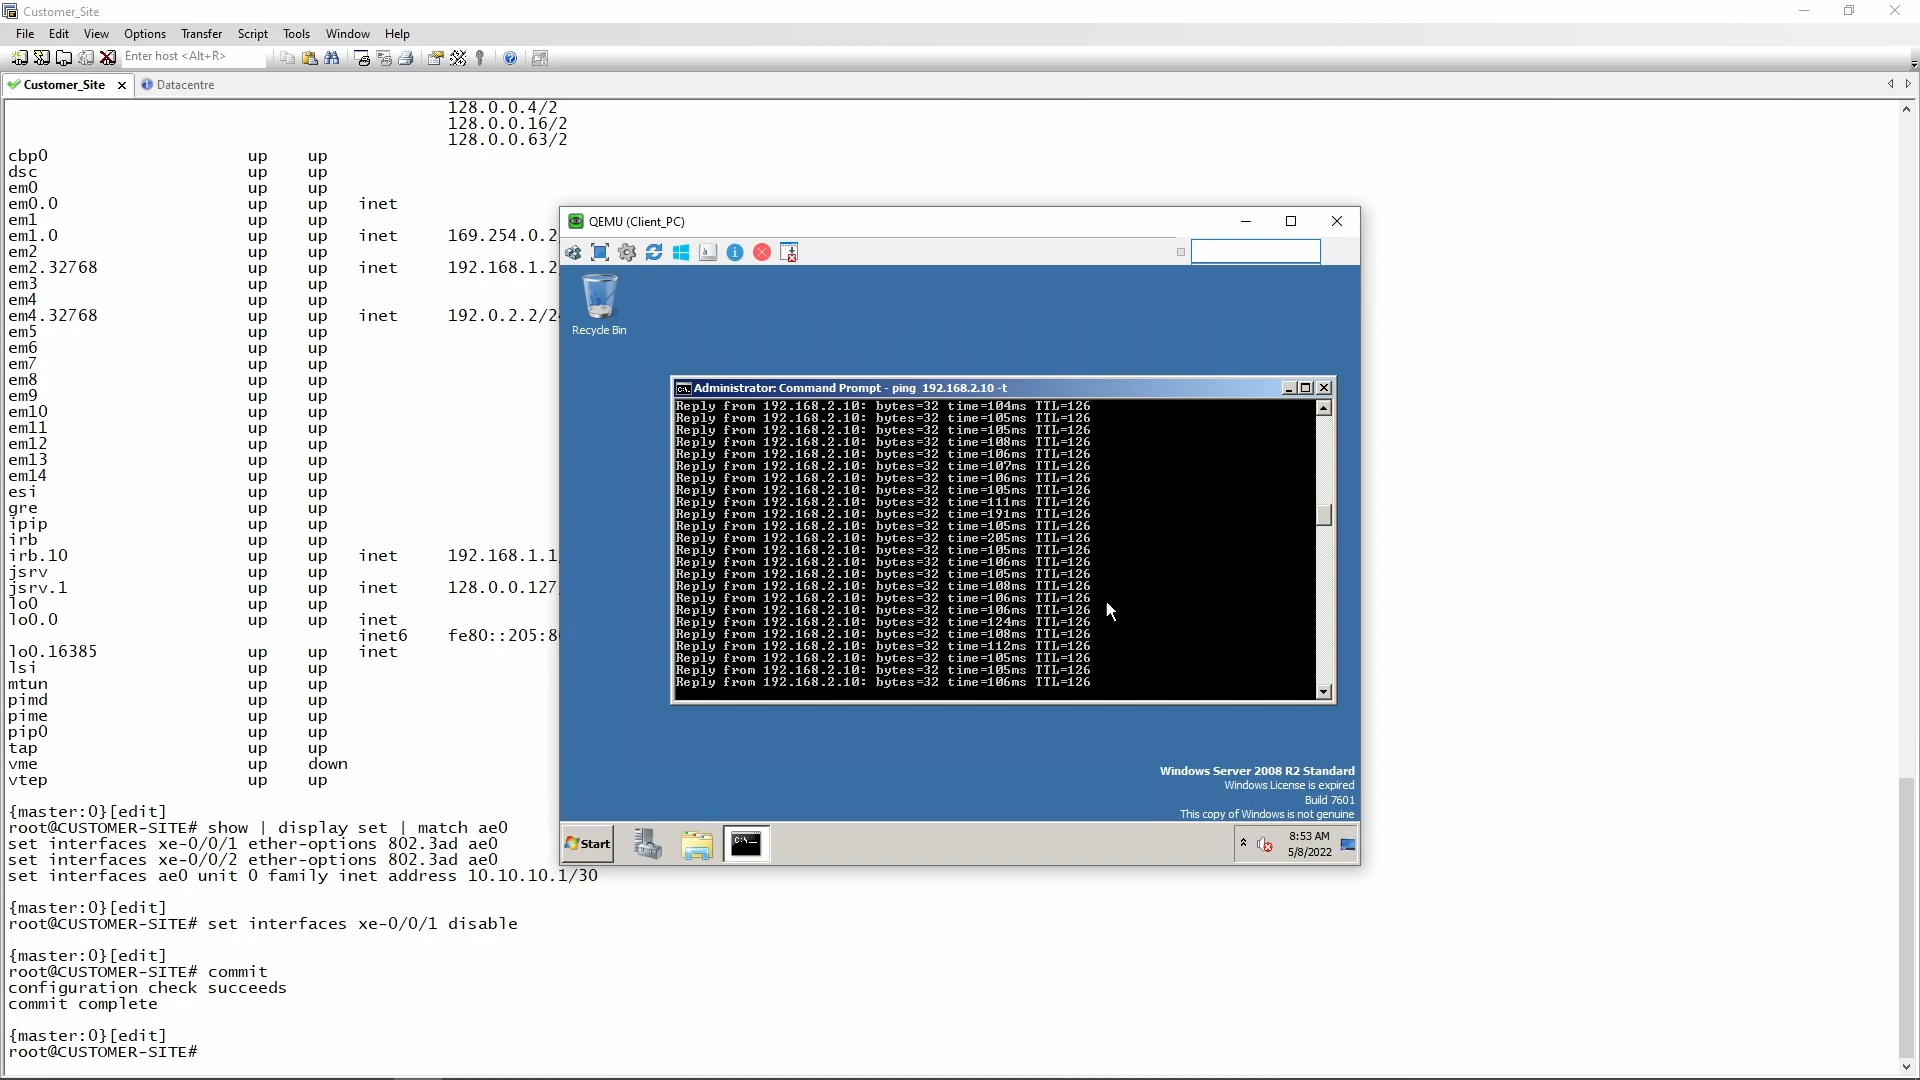 Customer_Site
File Edit View Options Transfer Script Tools Window Help
Enter host <Alt+R>
Customer_Site Datacentre
128.0.0.4/2
128.0.0.16/2
128.0.0.63/2
cbp0 up up
dsc up up
em0 up up
em0.0 up up inet
em1 up up
em1.0 up up inet 169.254.0.2
em2 up up
em2.32768 up up inet 192.168.1.2
em3 up up
em4 up up
em4.32768 up up inet 192.0.2.2/2
em5 up up
em6 up up
em7 up up
em8 up up
em9 up up
em10 up up
em11 up up
em12 up up
em13 up up
em14 up up
esi up up
gre up up
ipip up up
irb up up
irb.10 up up inet 192.168.1.1
jsrv up up
jsrv.1 up up inet 128.0.0.127
lo0 up up
lo0.0 up up inet
inet6 fe80::205:8
lo0.16385 up up inet
lsi up up
mtun up up
pimd up up
pime up up
pip0 up up
tap up up
vme up down
vtep up up
{master:0}[edit]
root@CUSTOMER-SITE# show | display set | match ae0
set interfaces xe-0/0/1 ether-options 802.3ad ae0
set interfaces xe-0/0/2 ether-options 802.3ad ae0
set interfaces ae0 unit 0 family inet address 10.10.10.1/30
{master:0}[edit]
root@CUSTOMER-SITE# set interfaces xe-0/0/1 disable
{master:0}[edit]
root@CUSTOMER-SITE# commit
configuration check succeeds
commit complete
{master:0}[edit]
root@CUSTOMER-SITE#
QEMU (Client_PC)
Recycle Bin
Administrator: Command Prompt - ping 192.168.2.10 -t
Reply from 192.168.2.10: bytes=32 time=104ms TTL=126
Reply from 192.168.2.10: bytes=32 time=105ms TTL=126
Reply from 192.168.2.10: bytes=32 time=105ms TTL=126
Reply from 192.168.2.10: bytes=32 time=108ms TTL=126
Reply from 192.168.2.10: bytes=32 time=106ms TTL=126
Reply from 192.168.2.10: bytes=32 time=107ms TTL=126
Reply from 192.168.2.10: bytes=32 time=106ms TTL=126
Reply from 192.168.2.10: bytes=32 time=105ms TTL=126
Reply from 192.168.2.10: bytes=32 time=111ms TTL=126
Reply from 192.168.2.10: bytes=32 time=191ms TTL=126
Reply from 192.168.2.10: bytes=32 time=105ms TTL=126
Reply from 192.168.2.10: bytes=32 time=205ms TTL=126
Reply from 192.168.2.10: bytes=32 time=105ms TTL=126
Reply from 192.168.2.10: bytes=32 time=106ms TTL=126
Reply from 192.168.2.10: bytes=32 time=105ms TTL=126
Reply from 192.168.2.10: bytes=32 time=108ms TTL=126
Reply from 192.168.2.10: bytes=32 time=106ms TTL=126
Reply from 192.168.2.10: bytes=32 time=106ms TTL=126
Reply from 192.168.2.10: bytes=32 time=124ms TTL=126
Reply from 192.168.2.10: bytes=32 time=108ms TTL=126
Reply from 192.168.2.10: bytes=32 time=112ms TTL=126
Reply from 192.168.2.10: bytes=32 time=105ms TTL=126
Reply from 192.168.2.10: bytes=32 time=105ms TTL=126
Reply from 192.168.2.10: bytes=32 time=106ms TTL=126
Windows Server 2008 R2 Standard
Windows License is expired
Build 7601
This copy of Windows is not genuine
Start
8:53 AM
5/8/2022